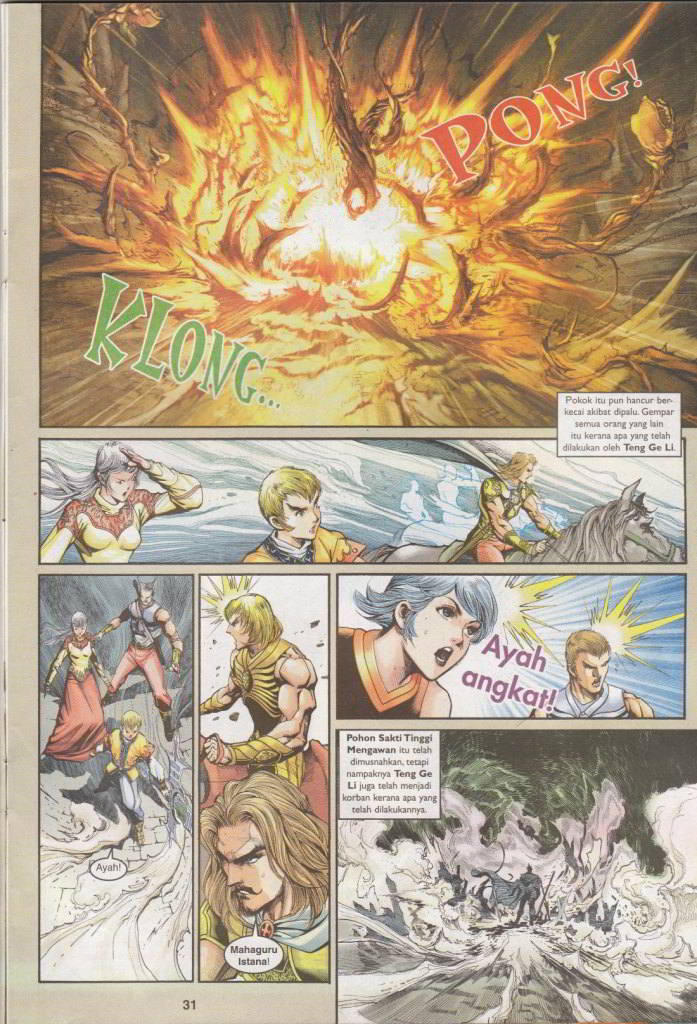 PONG!
KLONG...
Pokok itu pun hancur ber-
kecai akibat dipalu. Gempar
semua orang yang lain
itu kerana apa yang telah
dilakukan oleh Teng Ge Li.
Ayah!
Mahaguru
Istana!
Ayah
angkat!
Pohon Sakti Tinggi
Mengawan itu telah
dimusnahkan, tetapi
nampaknya Teng Ge
Li juga telah menjadi
korban kerana apa yang
telah dilakukannya.
31